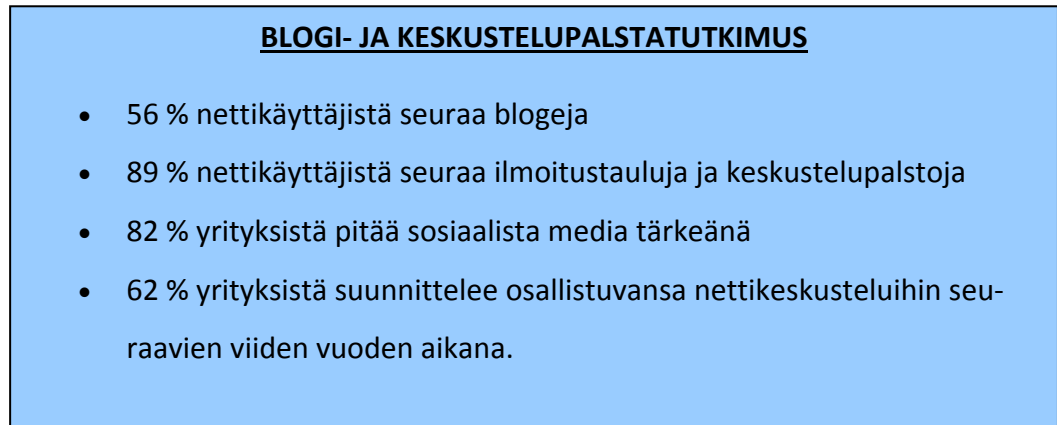 BLOGI- JA KESKUSTELUPALSTATUTKIMUS
• 56 % nettikäyttäjistä seuraa blogeja
• 89 % nettikäyttäjistä seuraa ilmoitustauluja ja keskustelupalstoja
• 82 % yrityksistä pitää sosiaalista media tärkeänä
• 62 % yrityksistä suunnittelee osallistuvansa nettikeskusteluihin seu-
raavien viiden vuoden aikana.